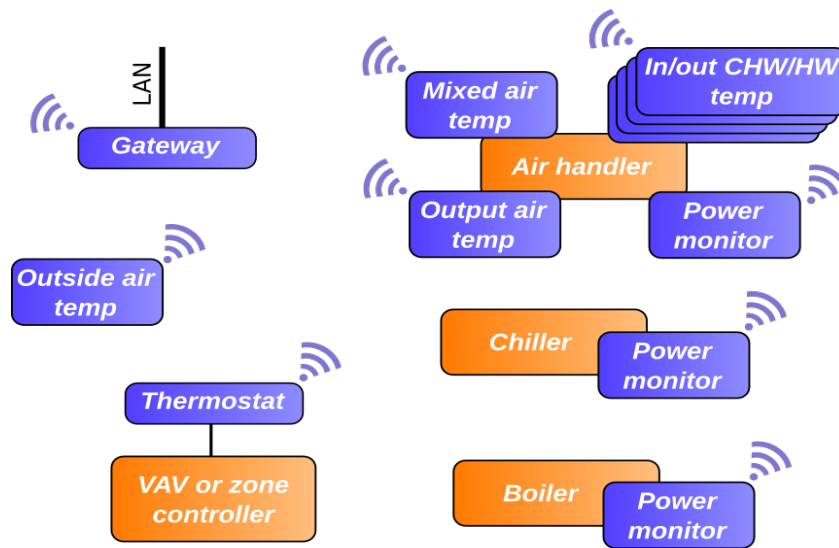 LAN
Gateway
Mixed air
temp
In/out CHW/HW
temp
Air handler
Output air
temp
Power
monitor
Outside air
temp
Chiller
Power
monitor
Thermostat
VAV or zone
controller
Boiler
Power
monitor